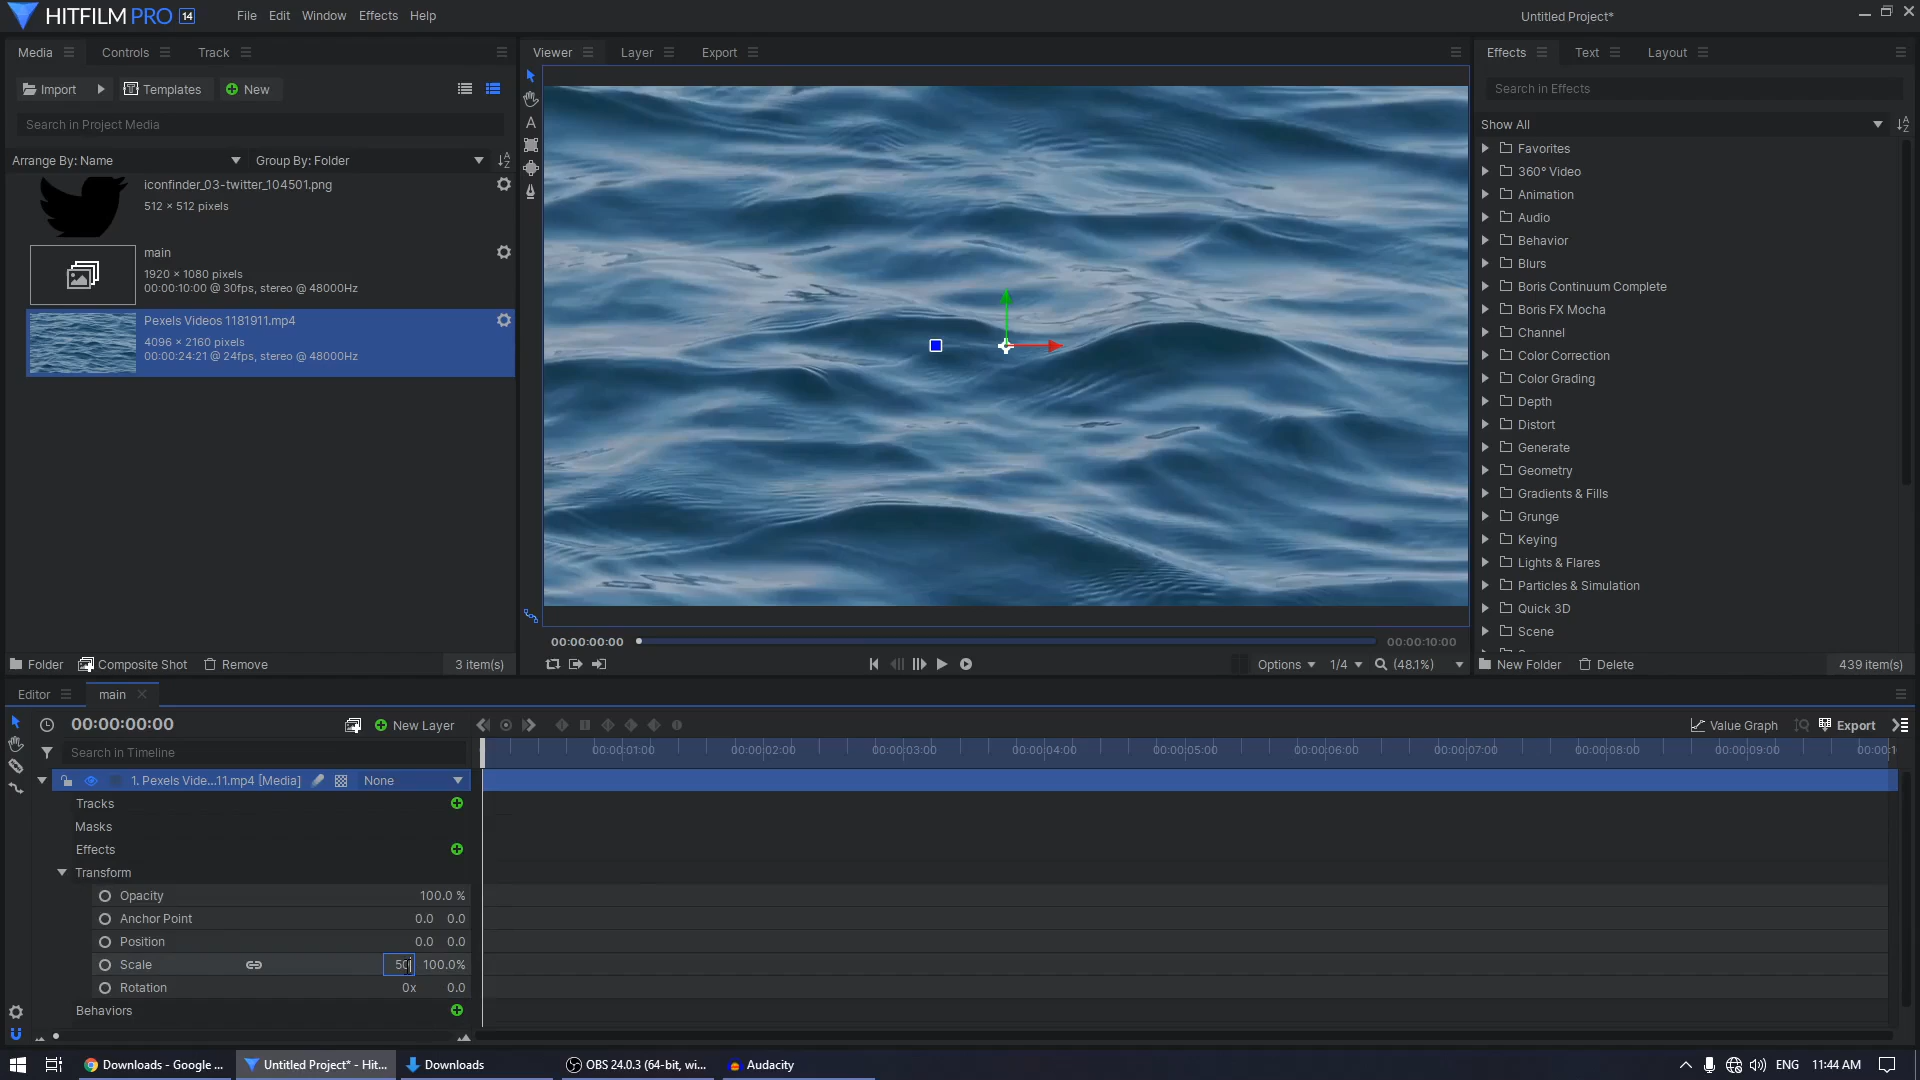 HITFILM PRO 14
File Edit Window Effects Help
Untitled Project*
Media Controls Track
Import Templates New
Search in Project Media
Arrange By: Name Group By: Folder
iconfinder_03-twitter_104501.png
512 × 512 pixels
main
1920 × 1080 pixels
00:00:10:00 @ 30fps, stereo @ 48000Hz
Pexels Videos 1181911.mp4
4096 × 2160 pixels
00:00:24:21 @ 24fps, stereo @ 48000Hz
Folder Composite Shot Remove 3 item(s)
Viewer Layer Export
A
00:00:00:00 00:00:10:00
Options 1/4 (48.1%)
Effects Text Layout
Search in Effects
Show All
Favorites
360° Video
Animation
Audio
Behavior
Blurs
Boris Continuum Complete
Boris FX Mocha
Channel
Color Correction
Color Grading
Depth
Distort
Generate
Geometry
Gradients & Fills
Grunge
Keying
Lights & Flares
Particles & Simulation
Quick 3D
Scene
New Folder Delete 439 item(s)
Editor main
00:00:00:00 New Layer Value Graph Export
Search in Timeline
00:00:01:00 00:00:02:00 00:00:03:00 00:00:04:00 00:00:05:00 00:00:06:00 00:00:07:00 00:00:08:00 00:00:09:00 00:00:1
1. Pexels Vide...11.mp4 [Media] None
Tracks
Masks
Effects
Transform
Opacity 100.0 %
Anchor Point 0.0 0.0
Position 0.0 0.0
Scale 50 100.0%
Rotation 0x 0.0
Behaviors
Downloads - Google ... Untitled Project* - Hit... Downloads OBS 24.0.3 (64-bit, wi... Audacity ENG 11:44 AM